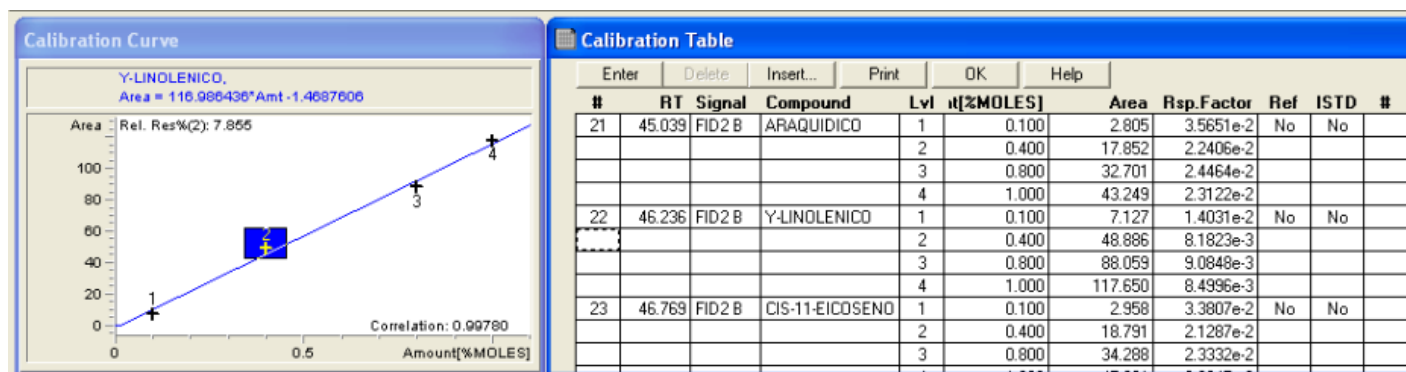 Calibration Curve
Y-LINOLENICO,
Area = 116.986436*Amt -1.4687606
Area
Rel. Res%(2): 7.855
100
80
60
40
20
0
1
2
3
4
Correlation: 0.99780
0
0.5
Amount[%MOLES]
Calibration Table
Enter Delete Insert... Print OK Help
# RT Signal Compound Lvl ıt[%MOLES] Area Rsp.Factor Ref ISTD #
21 45.039 FID2 B ARAQUIDICO 1 0.100 2.805 3.5651e-2 No No
2 0.400 17.852 2.2406e-2
3 0.800 32.701 2.4464e-2
4 1.000 43.249 2.3122e-2
22 46.236 FID2 B Y-LINOLENICO 1 0.100 7.127 1.4031e-2 No No
2 0.400 48.886 8.1823e-3
3 0.800 88.059 9.0848e-3
4 1.000 117.650 8.4996e-3
23 46.769 FID2 B CIS-11-EICOSENO 1 0.100 2.958 3.3807e-2 No No
2 0.400 18.791 2.1287e-2
3 0.800 34.288 2.3332e-2